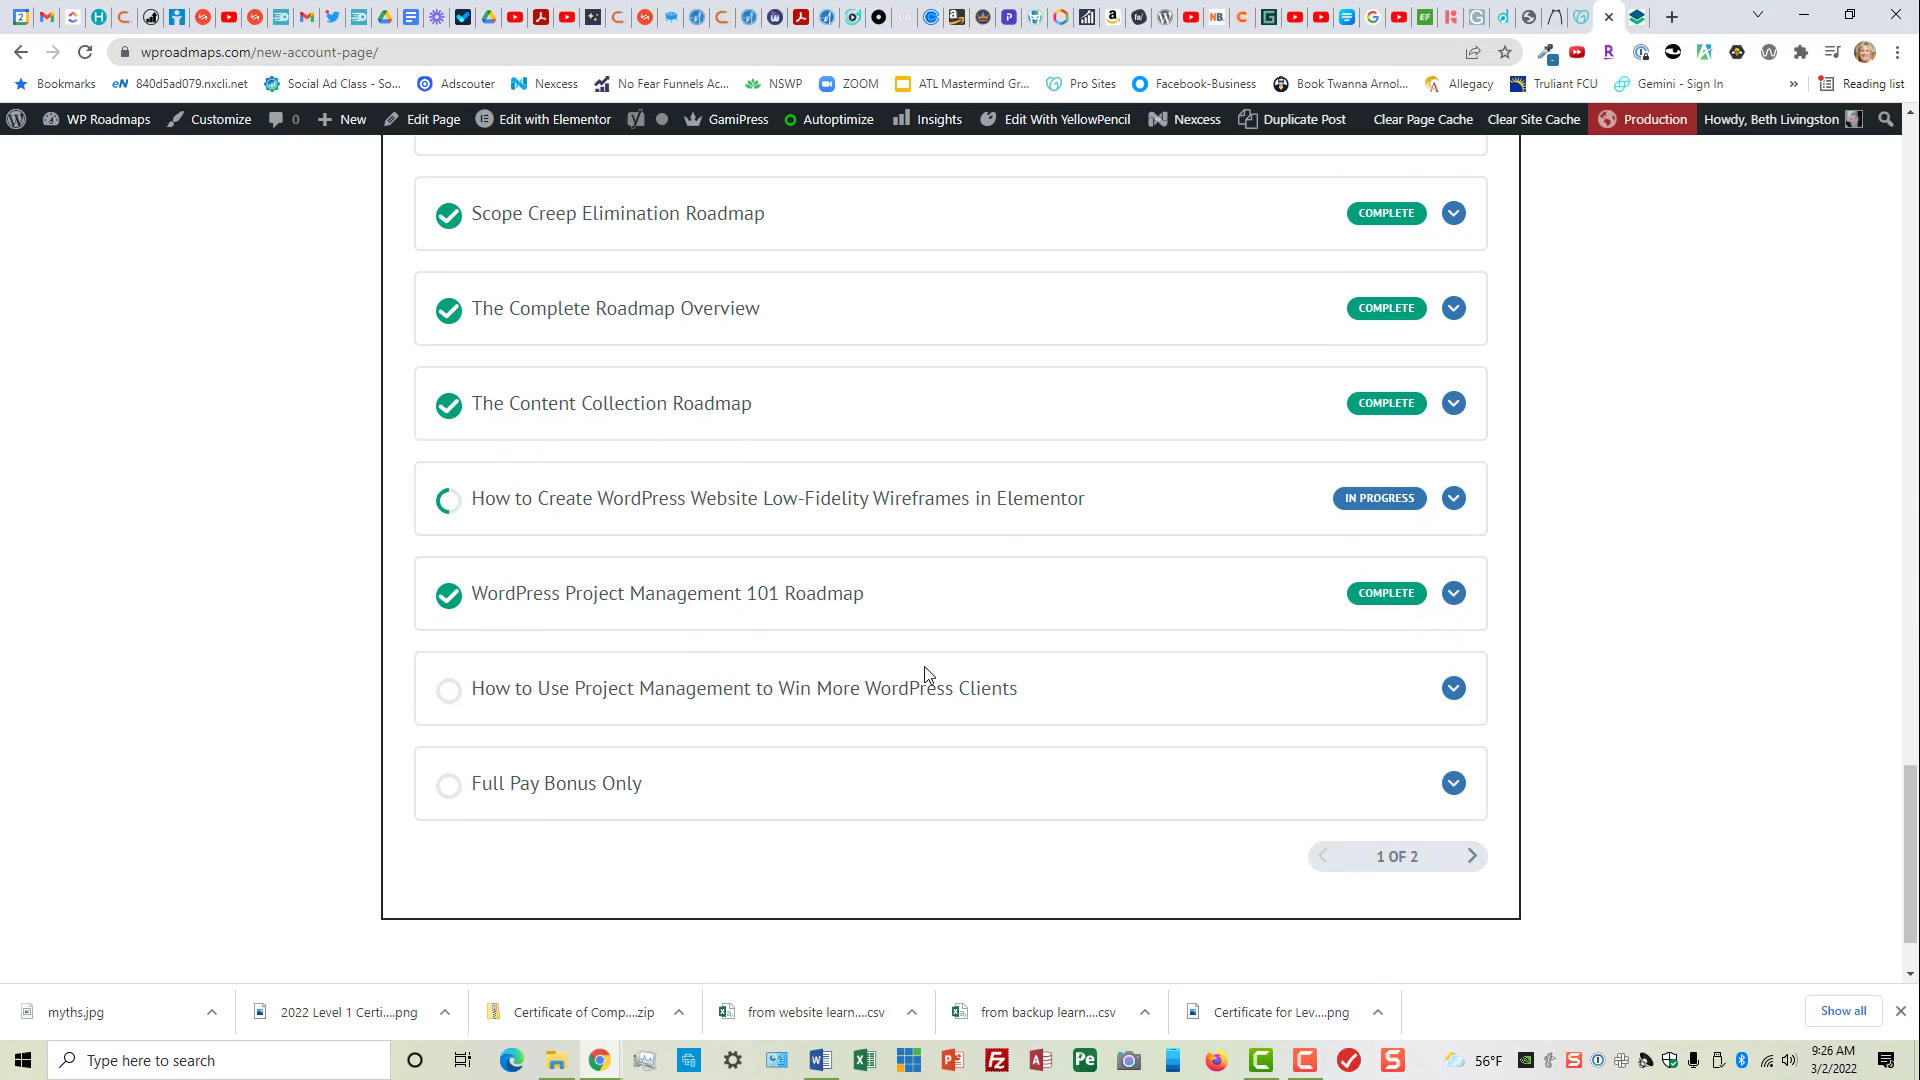 wproadmaps.com/new-account-page/
Bookmarks
840d5ad079.nxcli.net
Social Ad Class - So...
Adscouter
Nexcess
No Fear Funnels Ac...
NSWP
ZOOM
ATL Mastmind Gr...
Pro Sites
Facebook-Business
Book Twanna Arnol...
Allegacy
Truliant FCU
Gemini - Sign In
»
Reading list
WP Roadmaps
Customize
0
New
Edit Page
Edit with Elementor
GamiPress
Autoptimize
Insights
Edit With YellowPencil
Nexcess
Duplicate Post
Clear Page Cache
Clear Site Cache
Production
Howdy, Beth Livingston
Scope Creep Elimination Roadmap
COMPLETE
The Complete Roadmap Overview
COMPLETE
The Content Collection Roadmap
COMPLETE
How to Create WordPress Website Low-Fidelity Wireframes in Elementor
IN PROGRESS
WordPress Project Management 101 Roadmap
COMPLETE
How to Use Project Management to Win More WordPress Clients
Full Pay Bonus Only
1 OF 2
myths.jpg
2022 Level 1 Certi....png
Certificate of Comp....zip
from website learn....csv
from backup learn....csv
Certificate for Lev....png
Show all
Type here to search
56°F
9:26 AM
3/2/2022